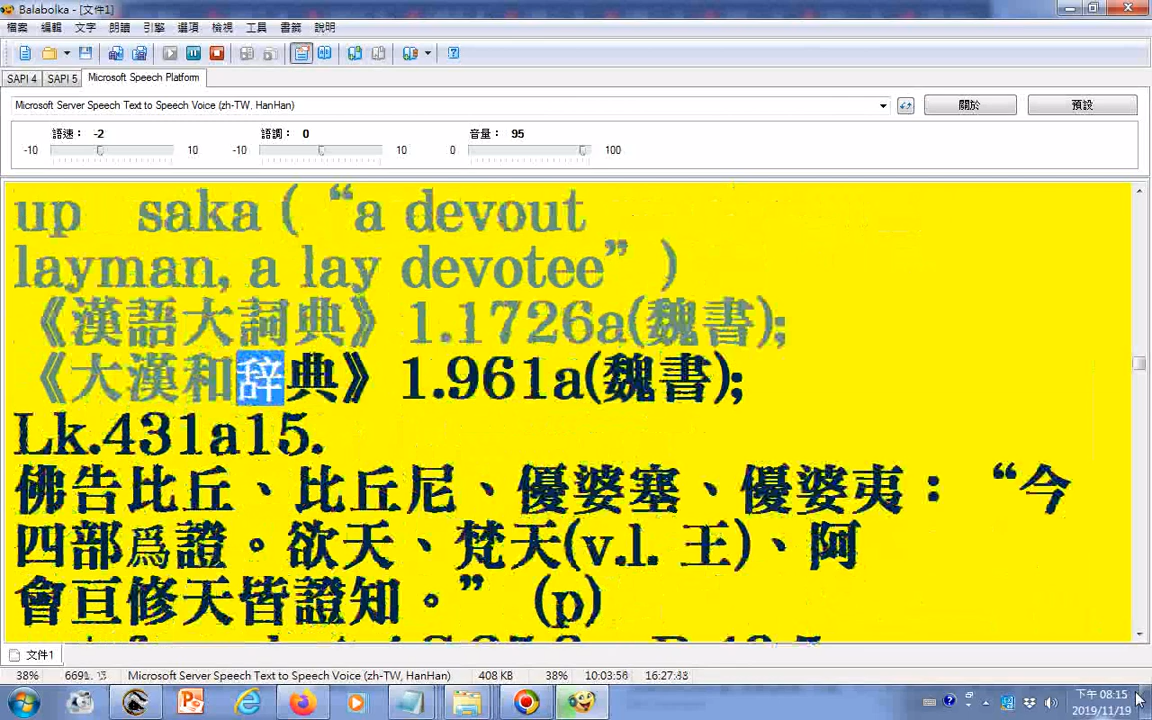 Balabolka - [文件1]
檔案 編輯 文字 朗讀 引擎 選項 檢視 工具 書籤 說明
SAPI 4 SAPI 5 Microsoft Speech Platform
Microsoft Server Speech Text to Speech Voice (zh-TW, HanHan) 關於 預設
語速： -2 語調： 0 音量： 95
-10 10 -10 10 0 100
up saka (“a devout
layman, a lay devotee”)
《漢語大詞典》 1.1726a(魏書);
《大漢和辞典》 1.961a(魏書);
Lk.431a15.
佛告比丘、比丘尼、優婆塞、優婆夷：“今
四部爲證。欲天、梵天(v.l. 王)、阿
會亘修天皆證知。” (p)
文件1
38% Microsoft Server Speech Text to Speech Voice (zh-TW, HanHan) 408 KB 38% 10:03:56
下午 08:15
2019/11/19